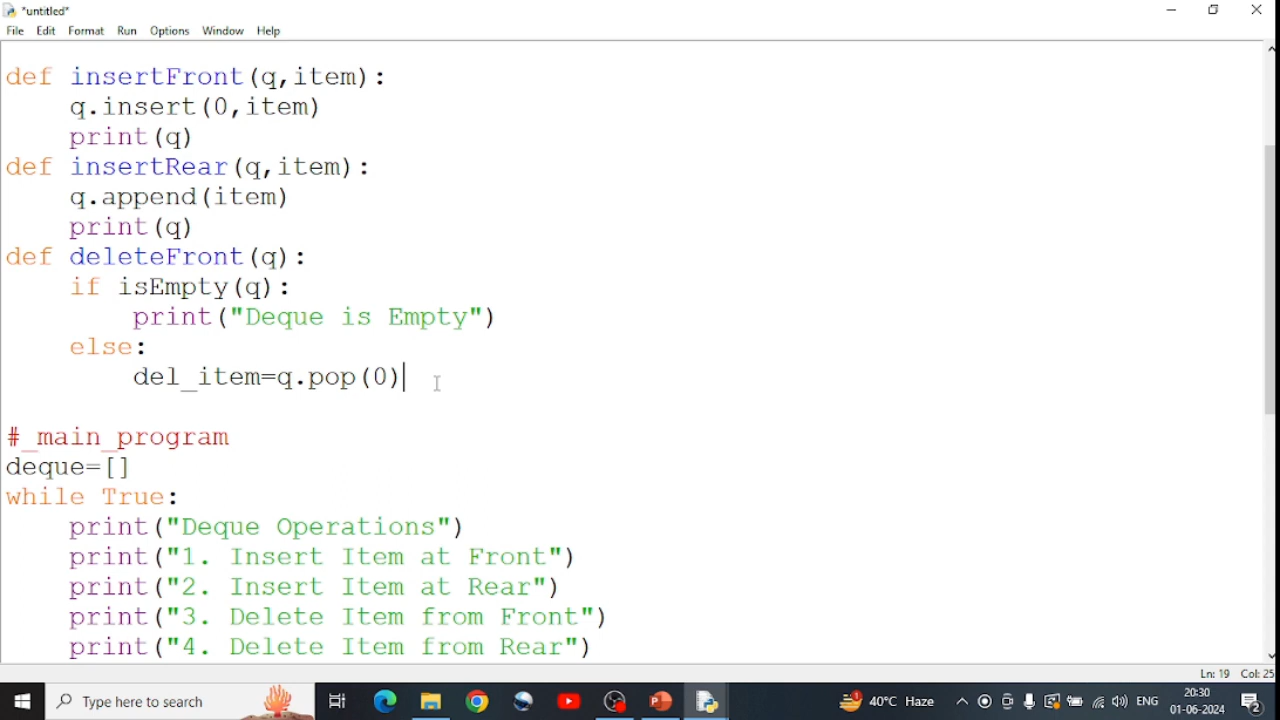 *untitled*
File Edit Format Run Options Window Help
def insertFront(q,item):
    q.insert(0,item)
    print(q)
def insertRear(q,item):
    q.append(item)
    print(q)
def deleteFront(q):
    if isEmpty(q):
        print("Deque is Empty")
    else:
        del_item=q.pop(0)
#_main_program
deque=[]
while True:
    print("Deque Operations")
    print("1. Insert Item at Front")
    print("2. Insert Item at Rear")
    print("3. Delete Item from Front")
    print("4. Delete Item from Rear")
Ln: 19 Col: 25
Type here to search
1
40°C Haze
ENG
20:30
01-06-2024
2